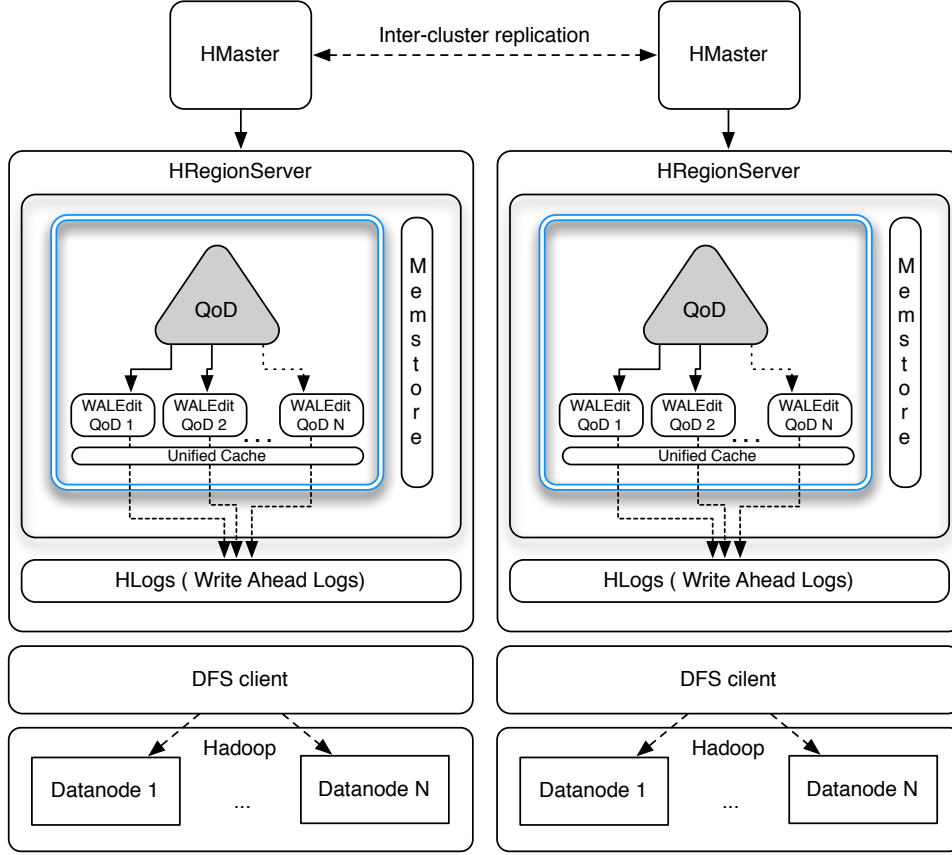 Inter-cluster replication
HMaster
HMaster
HRegionServer
QoD
WALEdit
QoD 1
WALEdit
QoD 2
. . .
WALEdit
QoD N
Unified Cache
Memstore
HLogs ( Write Ahead Logs)
DFS client
Hadoop
Datanode 1
...
Datanode N
HRegionServer
QoD
WALEdit
QoD 1
WALEdit
QoD 2
. . .
WALEdit
QoD N
Unified Cache
Memstore
HLogs ( Write Ahead Logs)
DFS cilent
Hadoop
Datanode 1
...
Datanode N